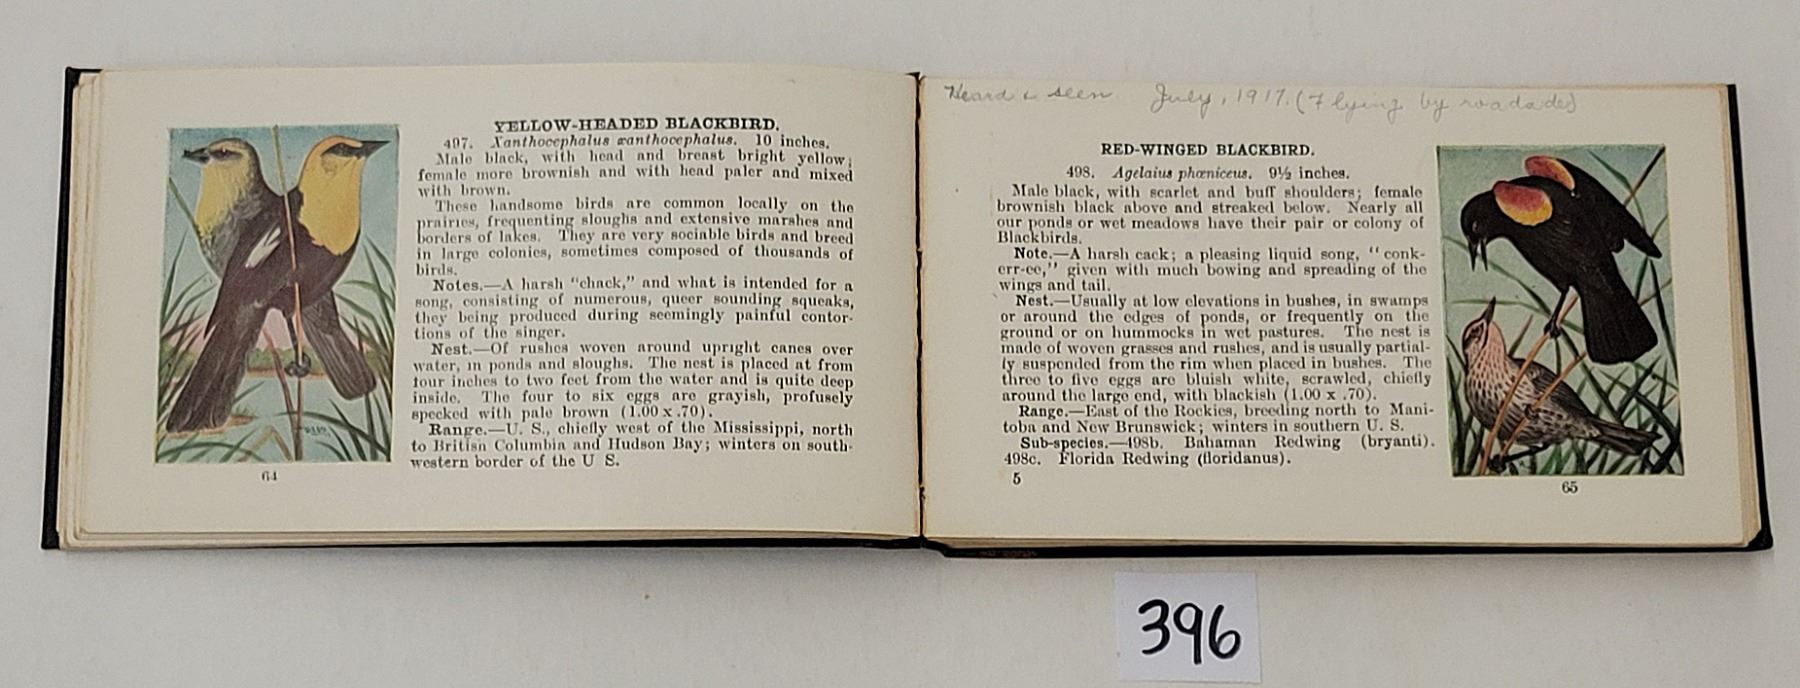 YELLOW-HEADED BLACKBIRD.
497. Xanthocephalus xanthocephalus. 10 inches.
Male black, with head and breast bright yellow;
female more brownish and with head paler and mixed
with brown.
These handsome birds are common locally on the
prairies, frequenting sloughs and extensive marshes and
borders of lakes. They are very sociable birds and breed
in large colonies, sometimes composed of thousands of
birds.
Notes.—A harsh "chack," and what is intended for a
song, consisting of numerous, queer sounding squeaks,
they being produced during seemingly painful contor-
tions of the singer.
Nest.—Of rushes woven around upright canes over
water, in ponds and sloughs. The nest is placed at from
four inches to two feet from the water and is quite deep
inside. The four to six eggs are grayish, profusely
specked with pale brown (1.00 x .70).
Range.—U. S., chiefly west of the Mississippi, north
to British Columbia and Hudson Bay; winters on south-
western border of the U S.
64
Heard & seen July, 1917. (Flying by roadside)
RED-WINGED BLACKBIRD.
498. Agelaius phœniceus. 9½ inches.
Male black, with scarlet and buff shoulders; female
brownish black above and streaked below. Nearly all
our ponds or wet meadows have their pair or colony of
Blackbirds.
Note.—A harsh cack; a pleasing liquid song, "conk-
err-ee," given with much bowing and spreading of the
wings and tail.
Nest.—Usually at low elevations in bushes, in swamps
or around the edges of ponds, or frequently on the
ground or on hummocks in wet pastures. The nest is
made of woven grasses and rushes, and is usually partial-
ly suspended from the rim when placed in bushes. The
three to five eggs are bluish white, scrawled, chiefly
around the large end, with blackish (1.00 x .70).
Range.—East of the Rockies, breeding north to Mani-
toba and New Brunswick; winters in southern U. S.
Sub-species.—498b. Bahaman Redwing (bryanti).
498c. Florida Redwing (floridanus).
5
65
396